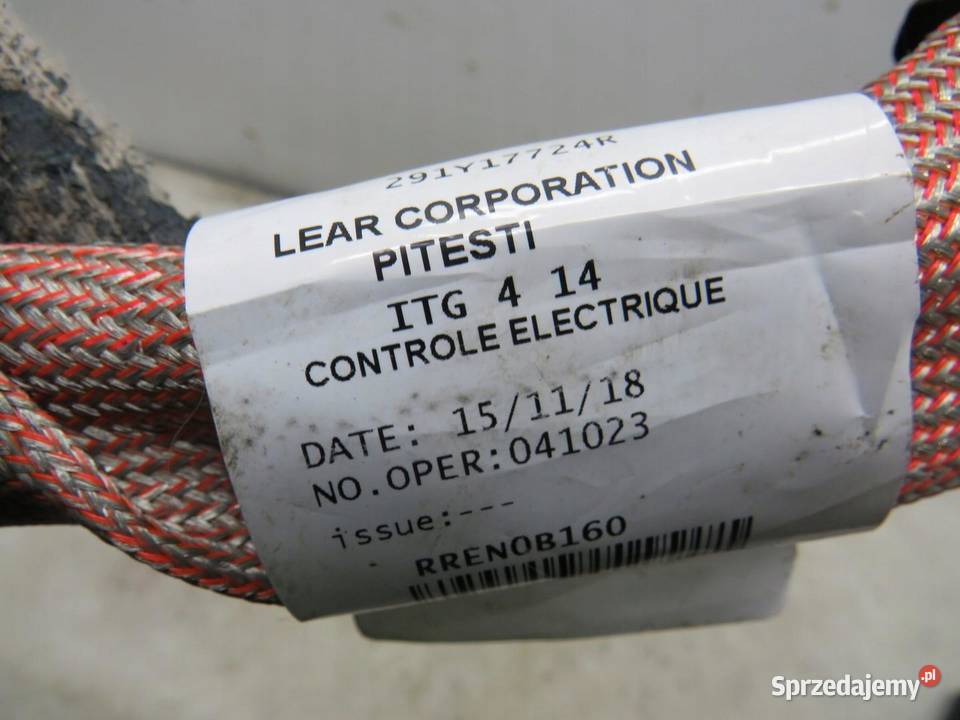 291Y17724R
LEAR CORPORATION
PITESTI
ITG 4 14
CONTROLE ELECTRIQUE
DATE: 15/11/18
NO.OPER:041023
issue:---
RREN0B160
Sprzedajemy.pl